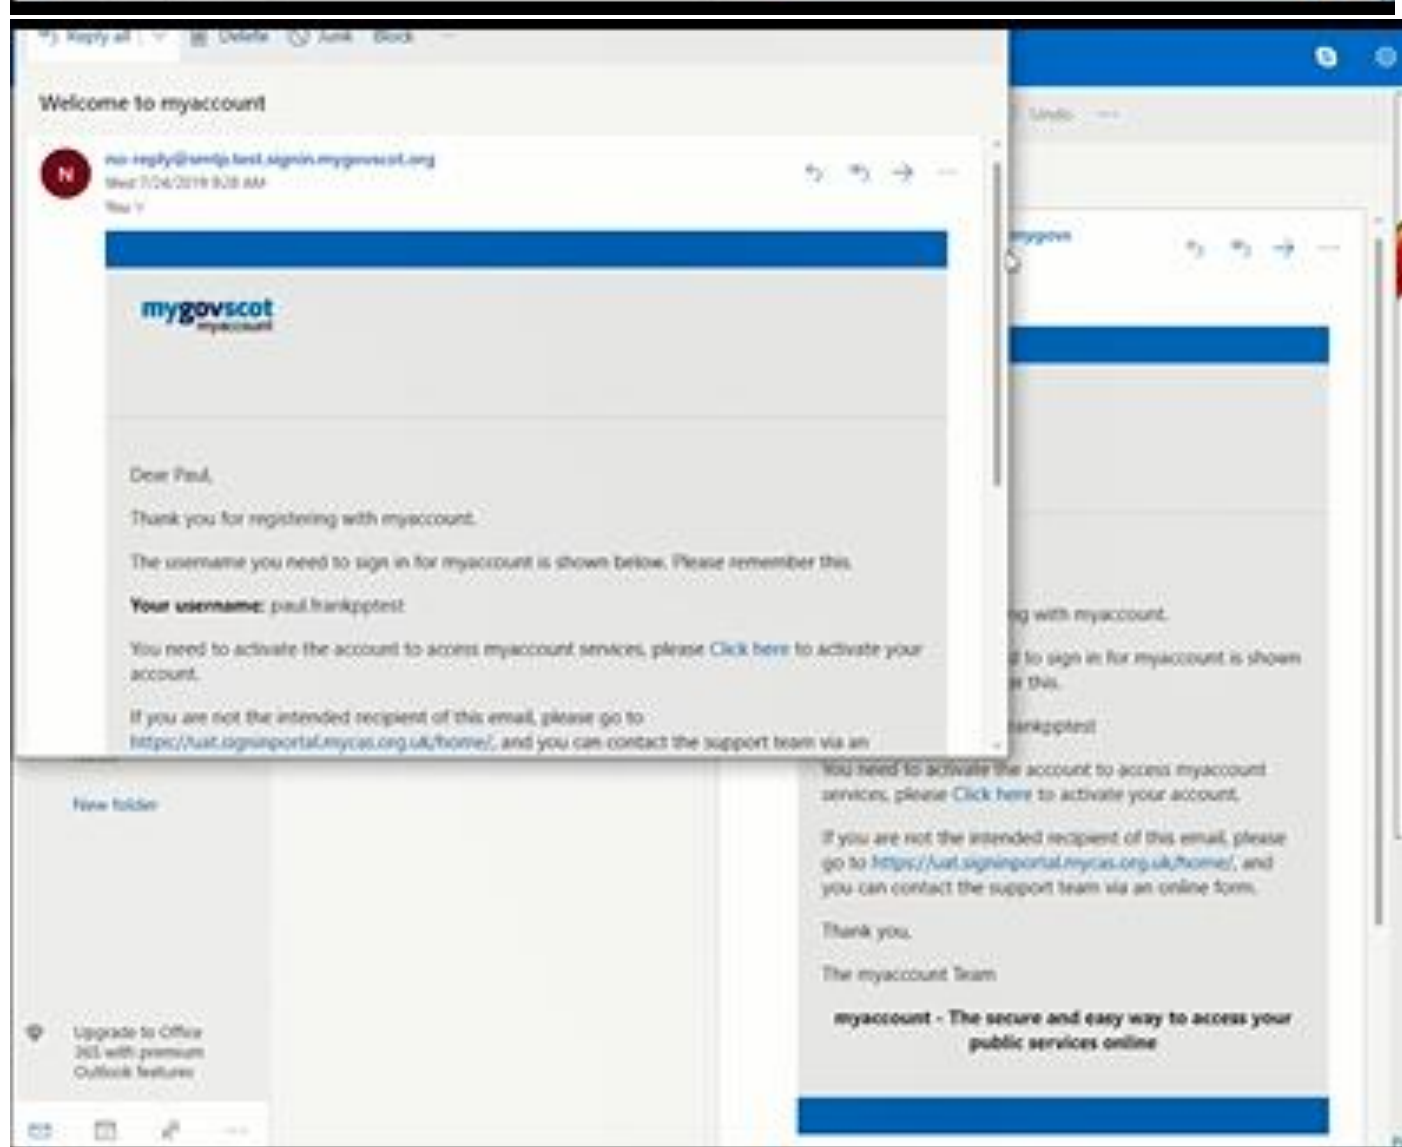 Reply all Delete Junk Block
Welcome to myaccount
N
no-reply@smtp.test.signin.mygovscot.org
Wed 7/24/2019 9:28 AM
You
mygovscot
myaccount
Dear Paul,
Thank you for registering with myaccount.
The username you need to sign in for myaccount is shown below. Please remember this.
Your username: paul.frankpptest
You need to activate the account to access myaccount services, please Click here to activate your
account.
If you are not the intended recipient of this email, please go to
https://uat.signinportal.mycas.org.uk/home/, and you can contact the support team via an
New folder
Upgrade to Office
365 with premium
Outlook features
Undo
mygovs
ng with myaccount.
to sign in for myaccount is shown
this.
rankpptest
You need to activate the account to access myaccount
services, please Click here to activate your account.
If you are not the intended recipient of this email, please
go to https://uat.signinportal.mycas.org.uk/home/, and
you can contact the support team via an online form.
Thank you,
The myaccount Team
myaccount - The secure and easy way to access your
public services online